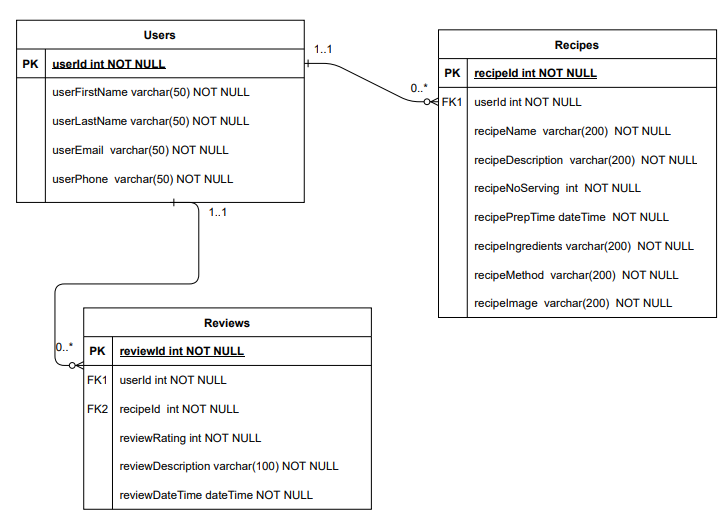 Users
PK userId int NOT NULL
userFirstName varchar(50) NOT NULL
userLastName varchar(50) NOT NULL
userEmail varchar(50) NOT NULL
userPhone varchar(50) NOT NULL
1..1
0..*
1..1
Recipes
PK recipeId int NOT NULL
FK1 userId int NOT NULL
recipeName varchar(200) NOT NULL
recipeDescription varchar(200) NOT NULL
recipeNoServing int NOT NULL
recipePrepTime dateTime NOT NULL
recipeIngredients varchar(200) NOT NULL
recipeMethod varchar(200) NOT NULL
recipeImage varchar(200) NOT NULL
0..*
Reviews
PK reviewId int NOT NULL
FK1 userId int NOT NULL
FK2 recipeId int NOT NULL
reviewRating int NOT NULL
reviewDescription varchar(100) NOT NULL
reviewDateTime dateTime NOT NULL